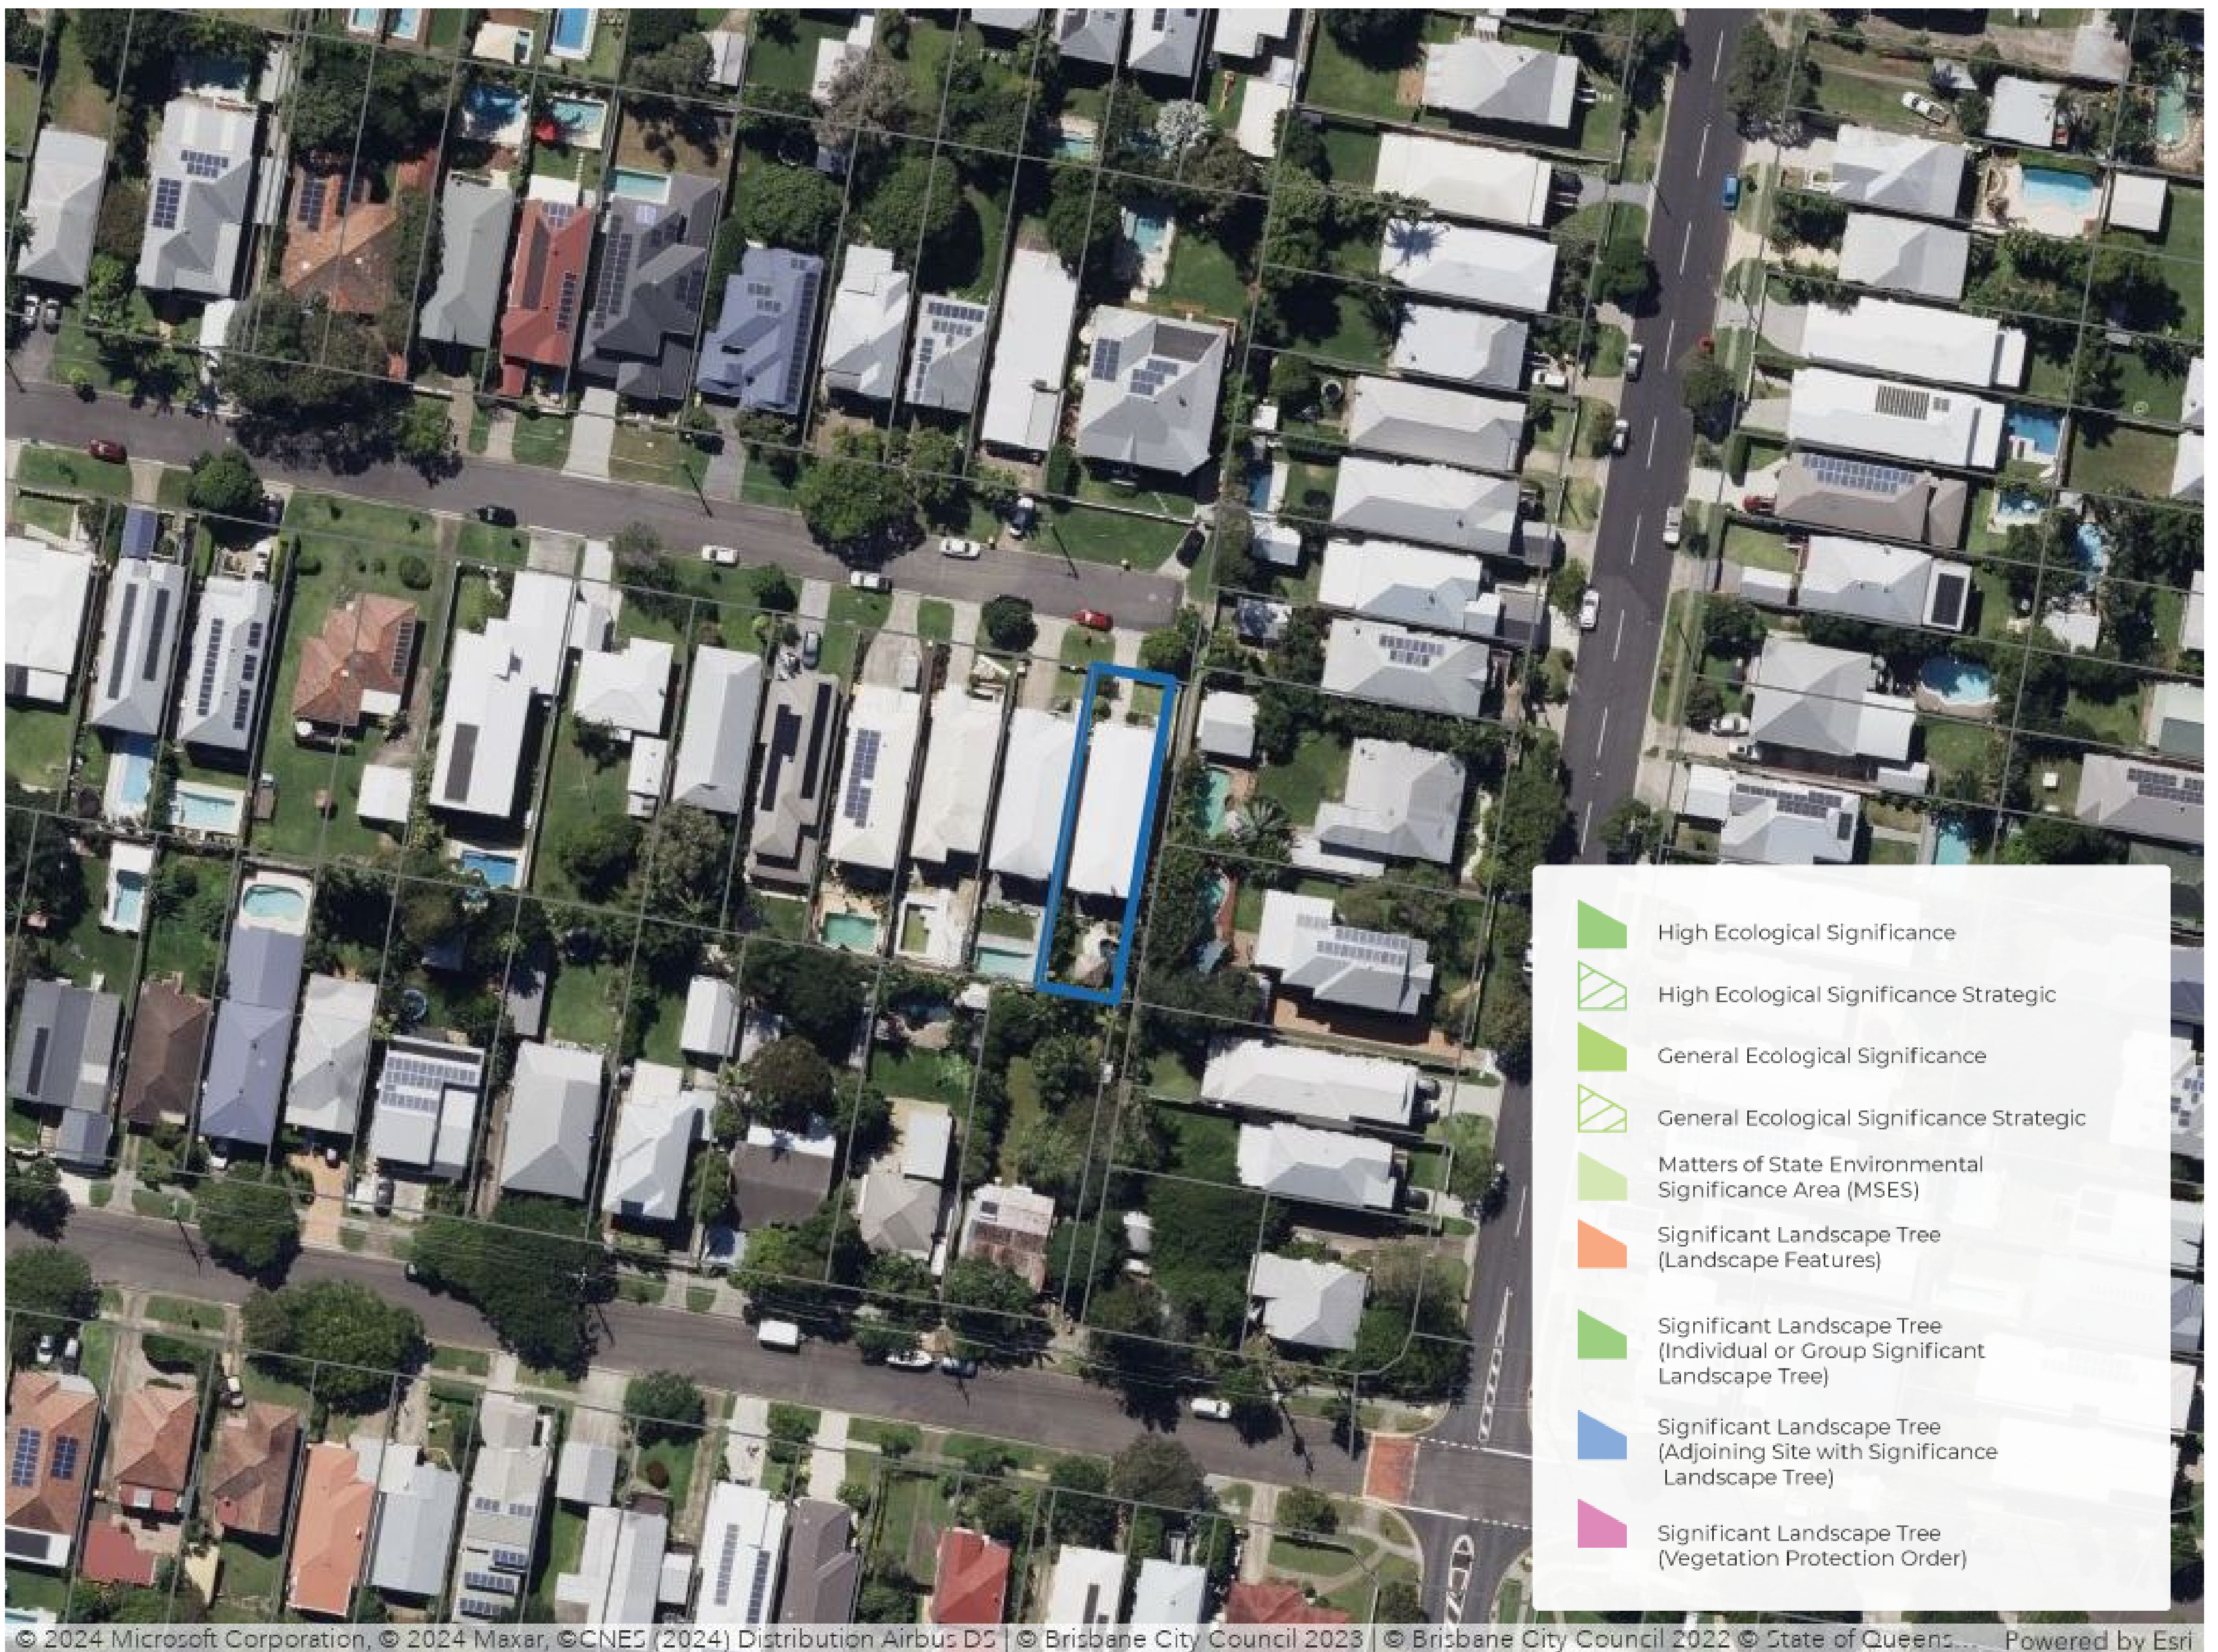 High Ecological Significance
High Ecological Significance Strategic
General Ecological Significance
General Ecological Significance Strategic
Matters of State Environmental
Significance Area (MSES)
Significant Landscape Tree
(Landscape Features)
Significant Landscape Tree
(Individual or Group Significant
Landscape Tree)
Significant Landscape Tree
(Adjoining Site with Significance
Landscape Tree)
Significant Landscape Tree
(Vegetation Protection Order)
© 2024 Microsoft Corporation, © 2024 Maxar, ©CNES (2024) Distribution Airbus DS | © Brisbane City Council 2023 | © Brisbane City Council 2022 © State of Queens... Powered by Esri